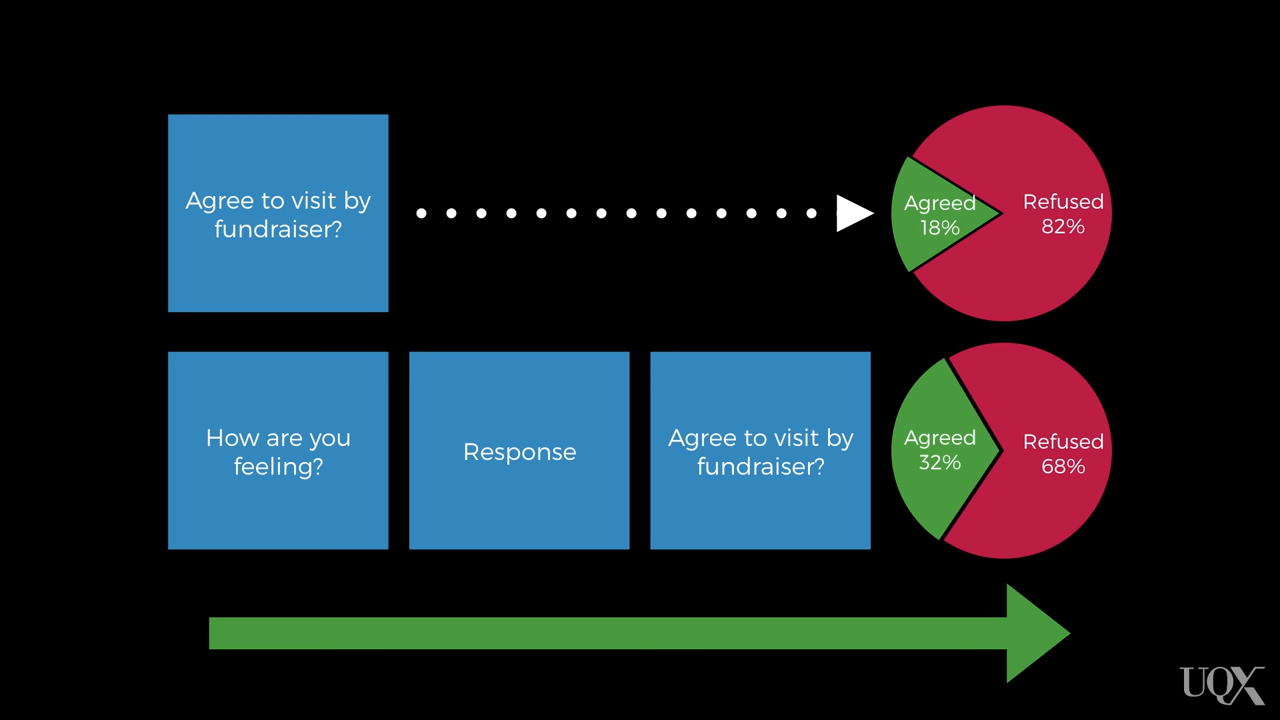 Agree to visit by
fundraiser?
Agreed
18%
Refused
82%
How are you
feeling?
Response
Agree to visit by
fundraiser?
Agreed
32%
Refused
68%
UQX